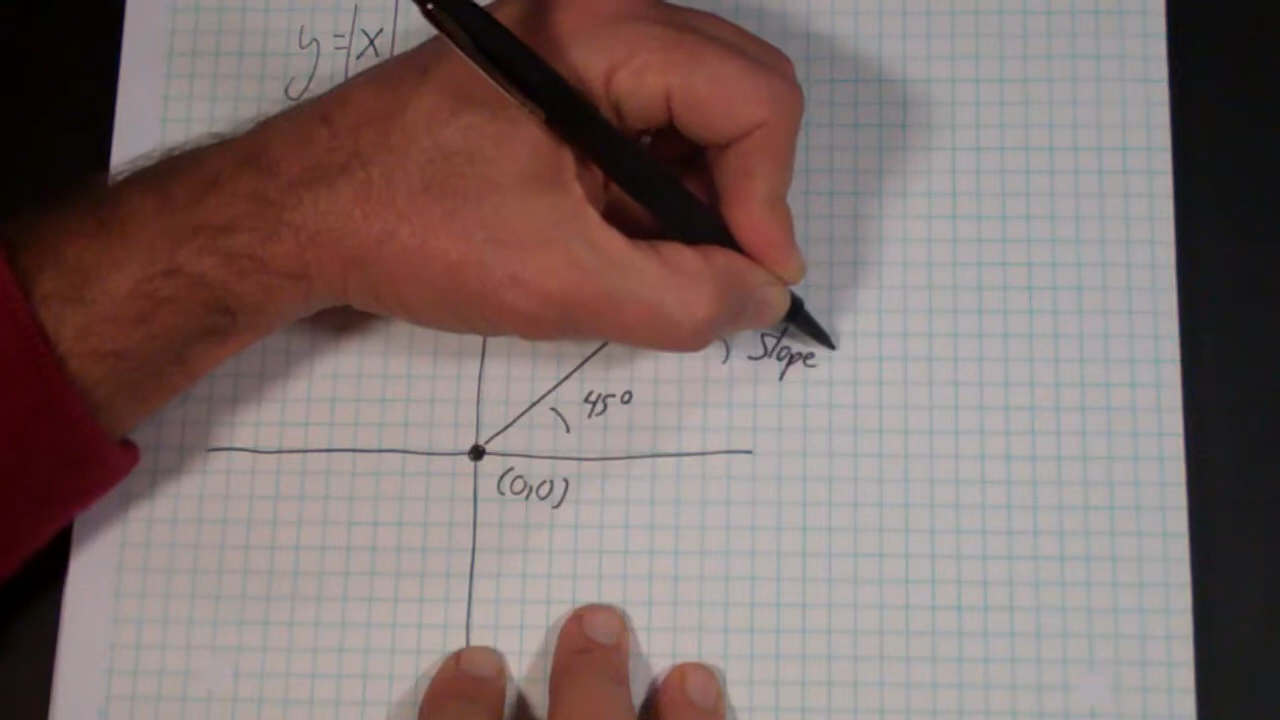 y=|x|
) slope
45°
(0,0)